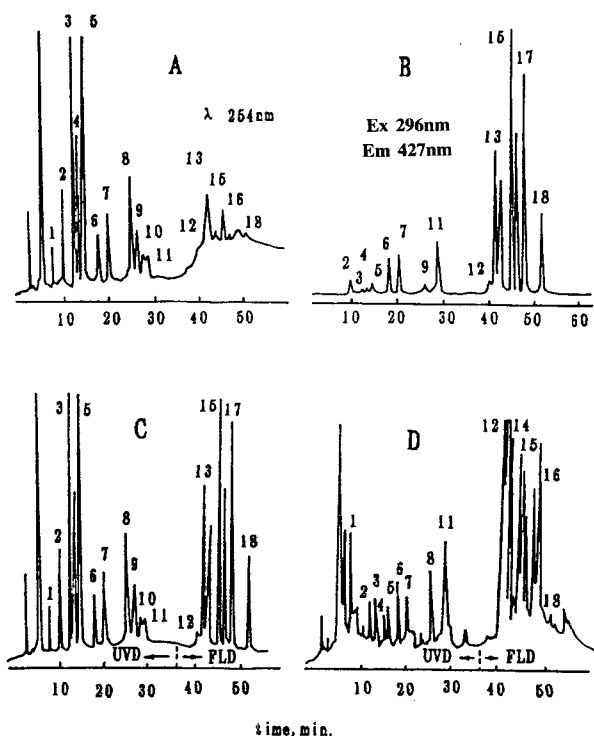 3 5 A λ 254nm
4
2 8 13
7 15
1 6 9 10 16
11 12 18
10 20 30 40 50
15 B 17
Ex 296nm
Em 427nm
13
18
2 3 4 5 6 7 9 11 12
10 20 30 40 50 60
3 5 C 15 17
13
8
2 9 18
1 6 7 10
11 12
UVD FLD
10 20 30 40 50
D 12 14
15
16
1 11
2 3 4 5 6 7 8
18
UVD FLD
10 20 30 50
time, min.